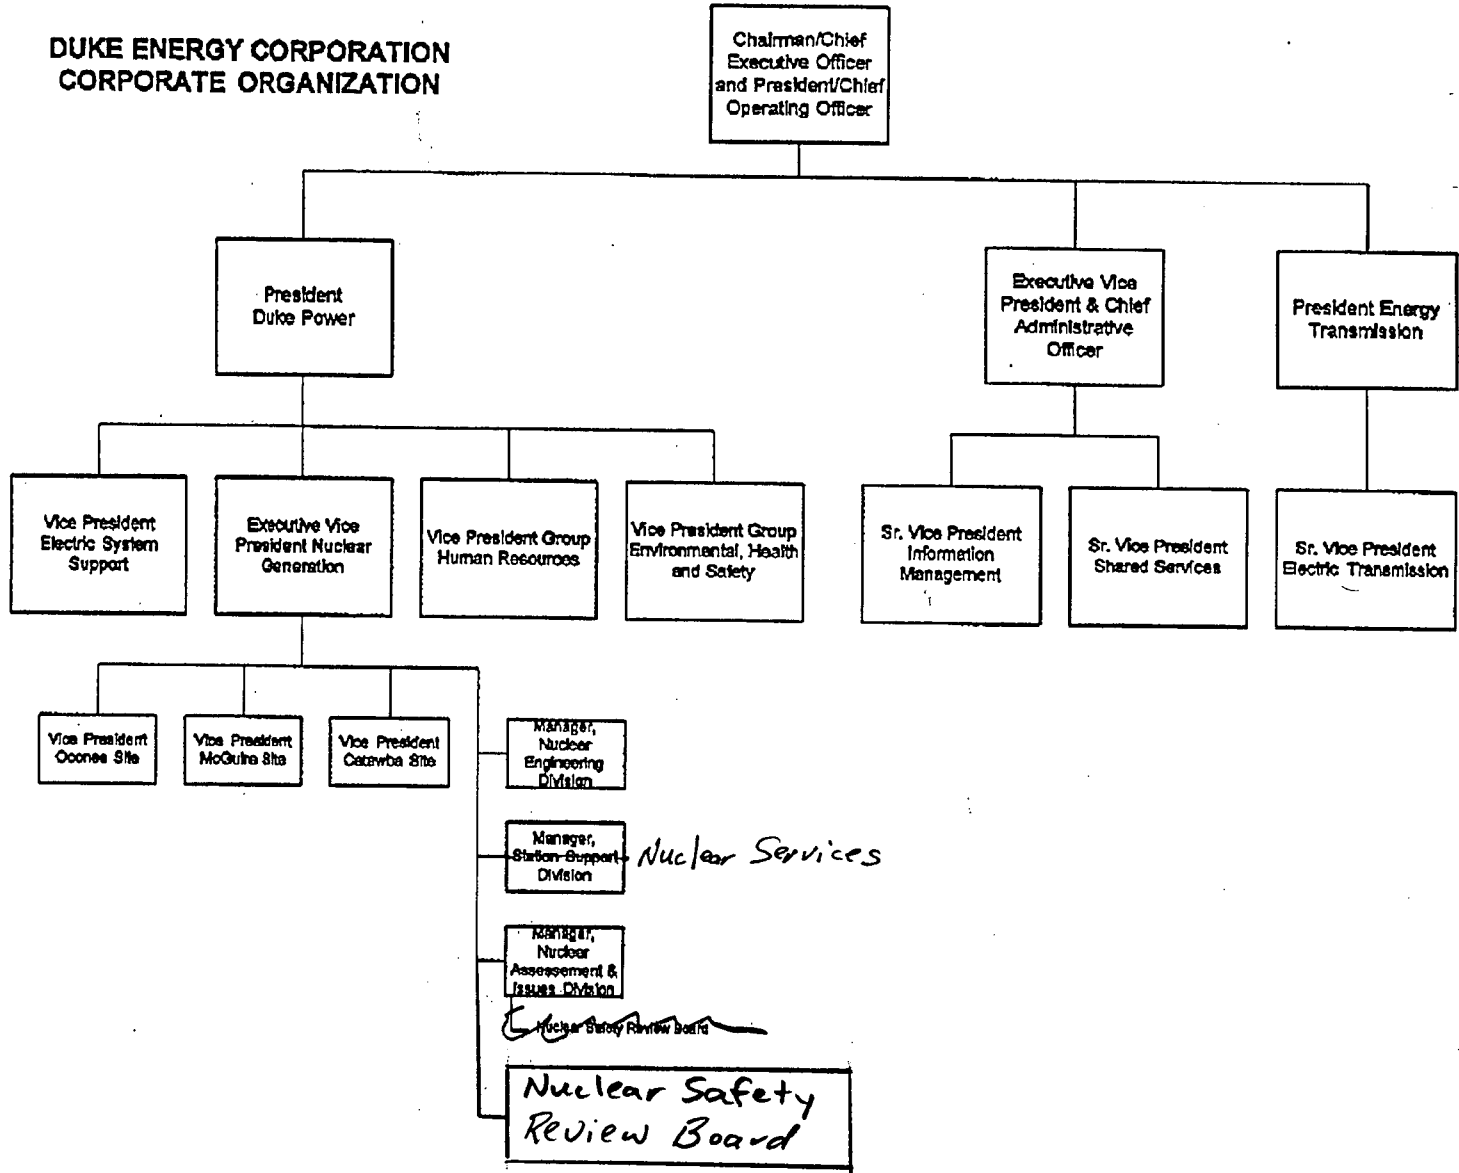 DUKE ENERGY CORPORATION
CORPORATE ORGANIZATION
Chairman/Chief
Executive Officer
and President/Chief
Operating Officer
President
Duke Power
Executive Vice
President & Chief
Administrative
Officer
President Energy
Transmission
Vice President
Electric System
Support
Executive Vice
President Nuclear
Generation
Vice President Group
Human Resources
Vice President Group
Environmental, Health
and Safety
Sr. Vice President
Information
Management
Sr. Vice President
Shared Services
Sr. Vice President
Electric Transmission
Vice President
Oconee Site
Vice President
McGuire Site
Vice President
Catawba Site
Manager,
Nuclear
Engineering
Division
Manager,
Station Support
Division
Nuclear Services
Manager,
Nuclear
Assessement &
Issues Division
Nuclear Safety Review Board
Nuclear Safety
Review Board